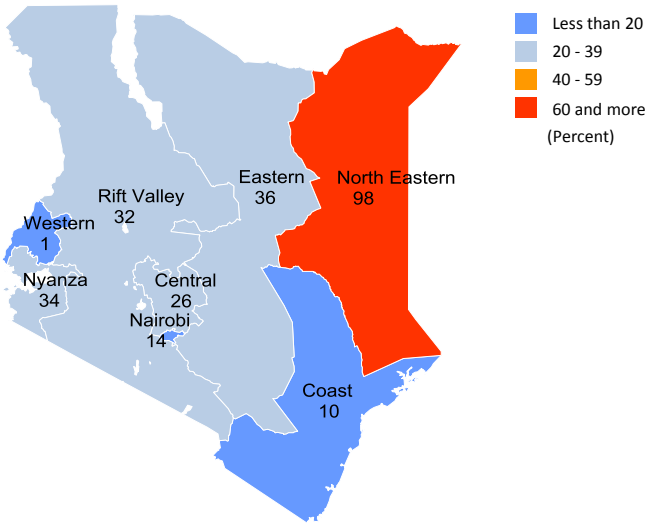 Less than 20
20 - 39
40 - 59
60 and more
(Percent)
Eastern
36
North Eastern
98
Rift Valley
32
Western
1
Nyanza
34
Central
26
Nairobi
14
Coast
10